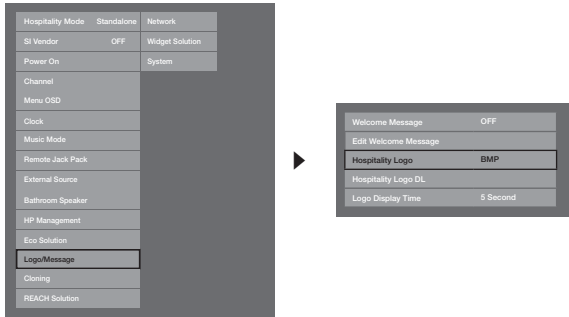 Hospitality Mode Standalone Network
SI Vendor OFF Widget Solution
Power On System
Channel
Menu OSD
Clock
Music Mode
Remote Jack Pack
External Source
Bathroom Speaker
HP Management
Eco Solution
Logo/Message
Cloning
REACH Solution
Welcome Message OFF
Edit Welcome Message
Hospitality Logo BMP
Hospitality Logo DL
Logo Display Time 5 Second